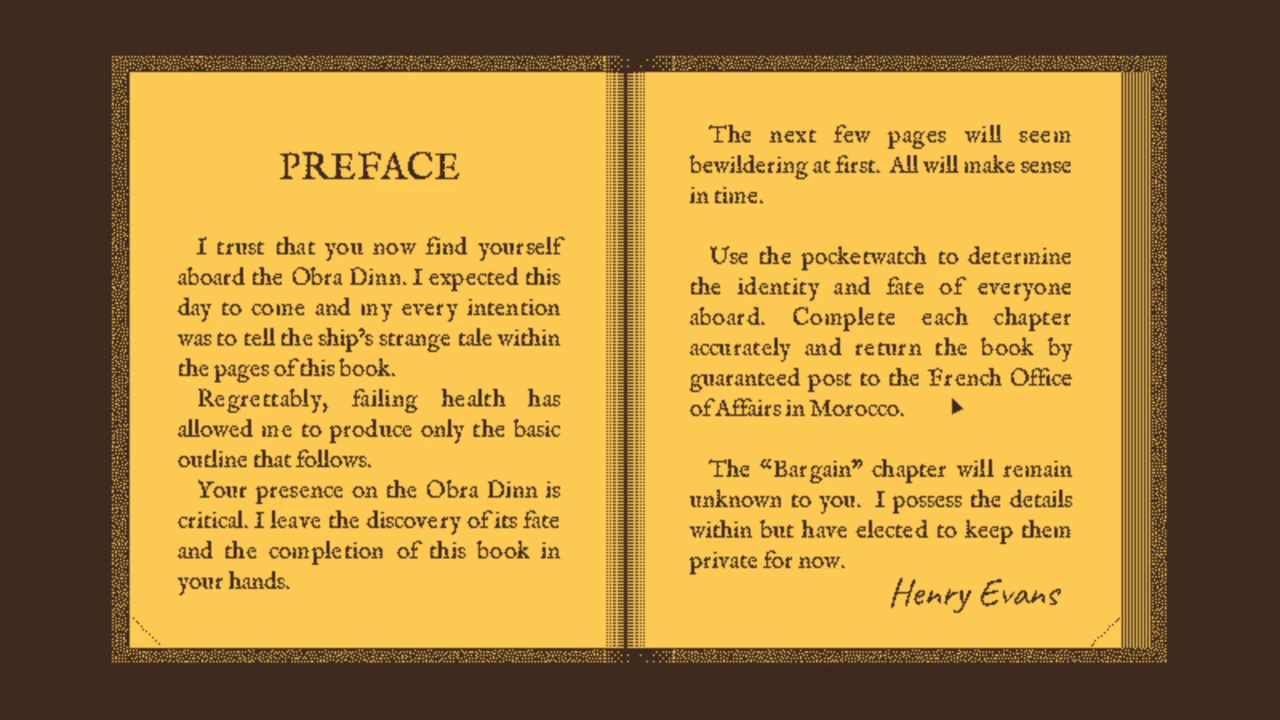 PREFACE
I trust that you now find yourself
aboard the Obra Dinn. I expected this
day to come and my every intention
was to tell the ship's strange tale within
the pages of this book.
Regrettably, failing health has
allowed me to produce only the basic
outline that follows.
Your presence on the Obra Dinn is
critical. I leave the discovery of its fate
and the completion of this book in
your hands.
The next few pages will seem
bewildering at first. All will make sense
in time.
Use the pocketwatch to determine
the identity and fate of everyone
aboard. Complete each chapter
accurately and return the book by
guaranteed post to the French Office
of Affairs in Morocco.
The “Bargain” chapter will remain
unknown to you. I possess the details
within but have elected to keep them
private for now.
Henry Evans